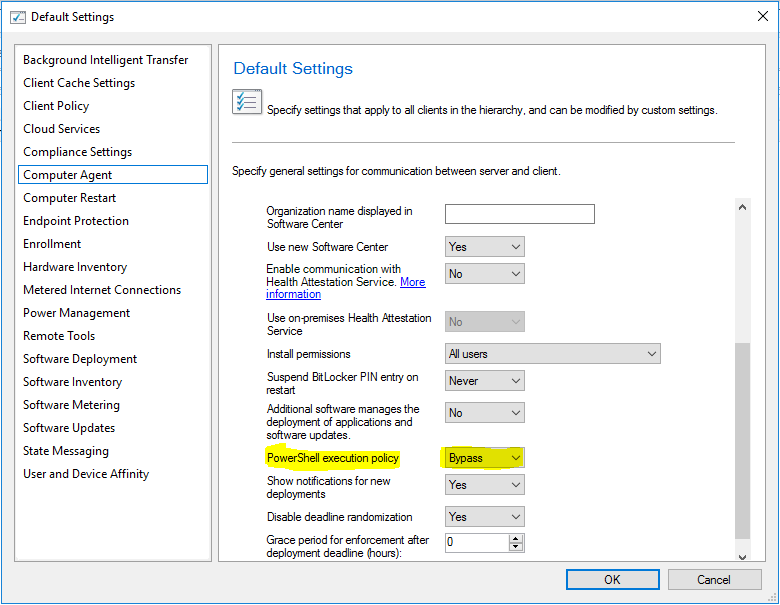 Default Settings
Background Intelligent Transfer
Client Cache Settings
Client Policy
Cloud Services
Compliance Settings
Computer Agent
Computer Restart
Endpoint Protection
Enrollment
Hardware Inventory
Metered Internet Connections
Power Management
Remote Tools
Software Deployment
Software Inventory
Software Metering
Software Updates
State Messaging
User and Device Affinity
Default Settings
Specify settings that apply to all clients in the hierarchy, and can be modified by custom settings.
Specify general settings for communication between server and client.
Organization name displayed in
Software Center
Use new Software Center Yes
Enable communication with
Health Attestation Service. More
information
No
Use on-premises Health Attestation
Service
No
Install permissions All users
Suspend BitLocker PIN entry on
restart
Never
Additional software manages the
deployment of applications and
software updates.
No
PowerShell execution policy Bypass
Show notifications for new
deployments
Yes
Disable deadline randomization Yes
Grace period for enforcement after
deployment deadline (hours):
0
OK Cancel